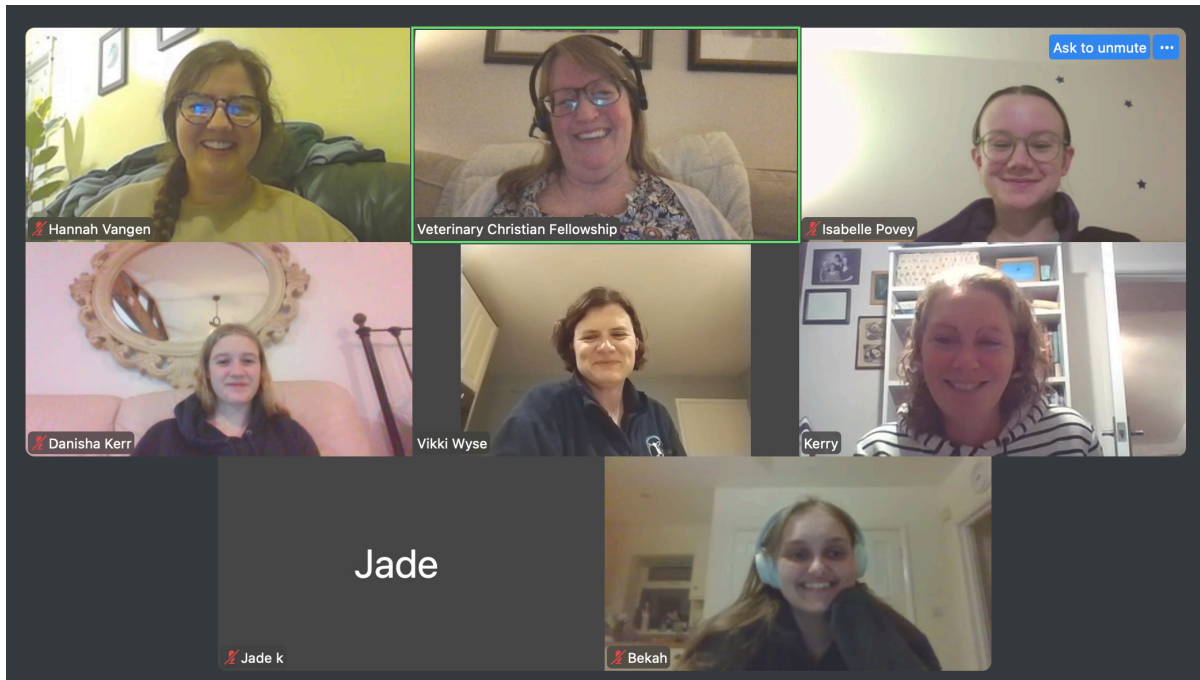 Ask to unmute
Hannah Vangen
Veterinary Christian Fellowship
Isabelle Povey
Danisha Kerr
Vikki Wyse
Kerry
Jade
Jade k
Bekah